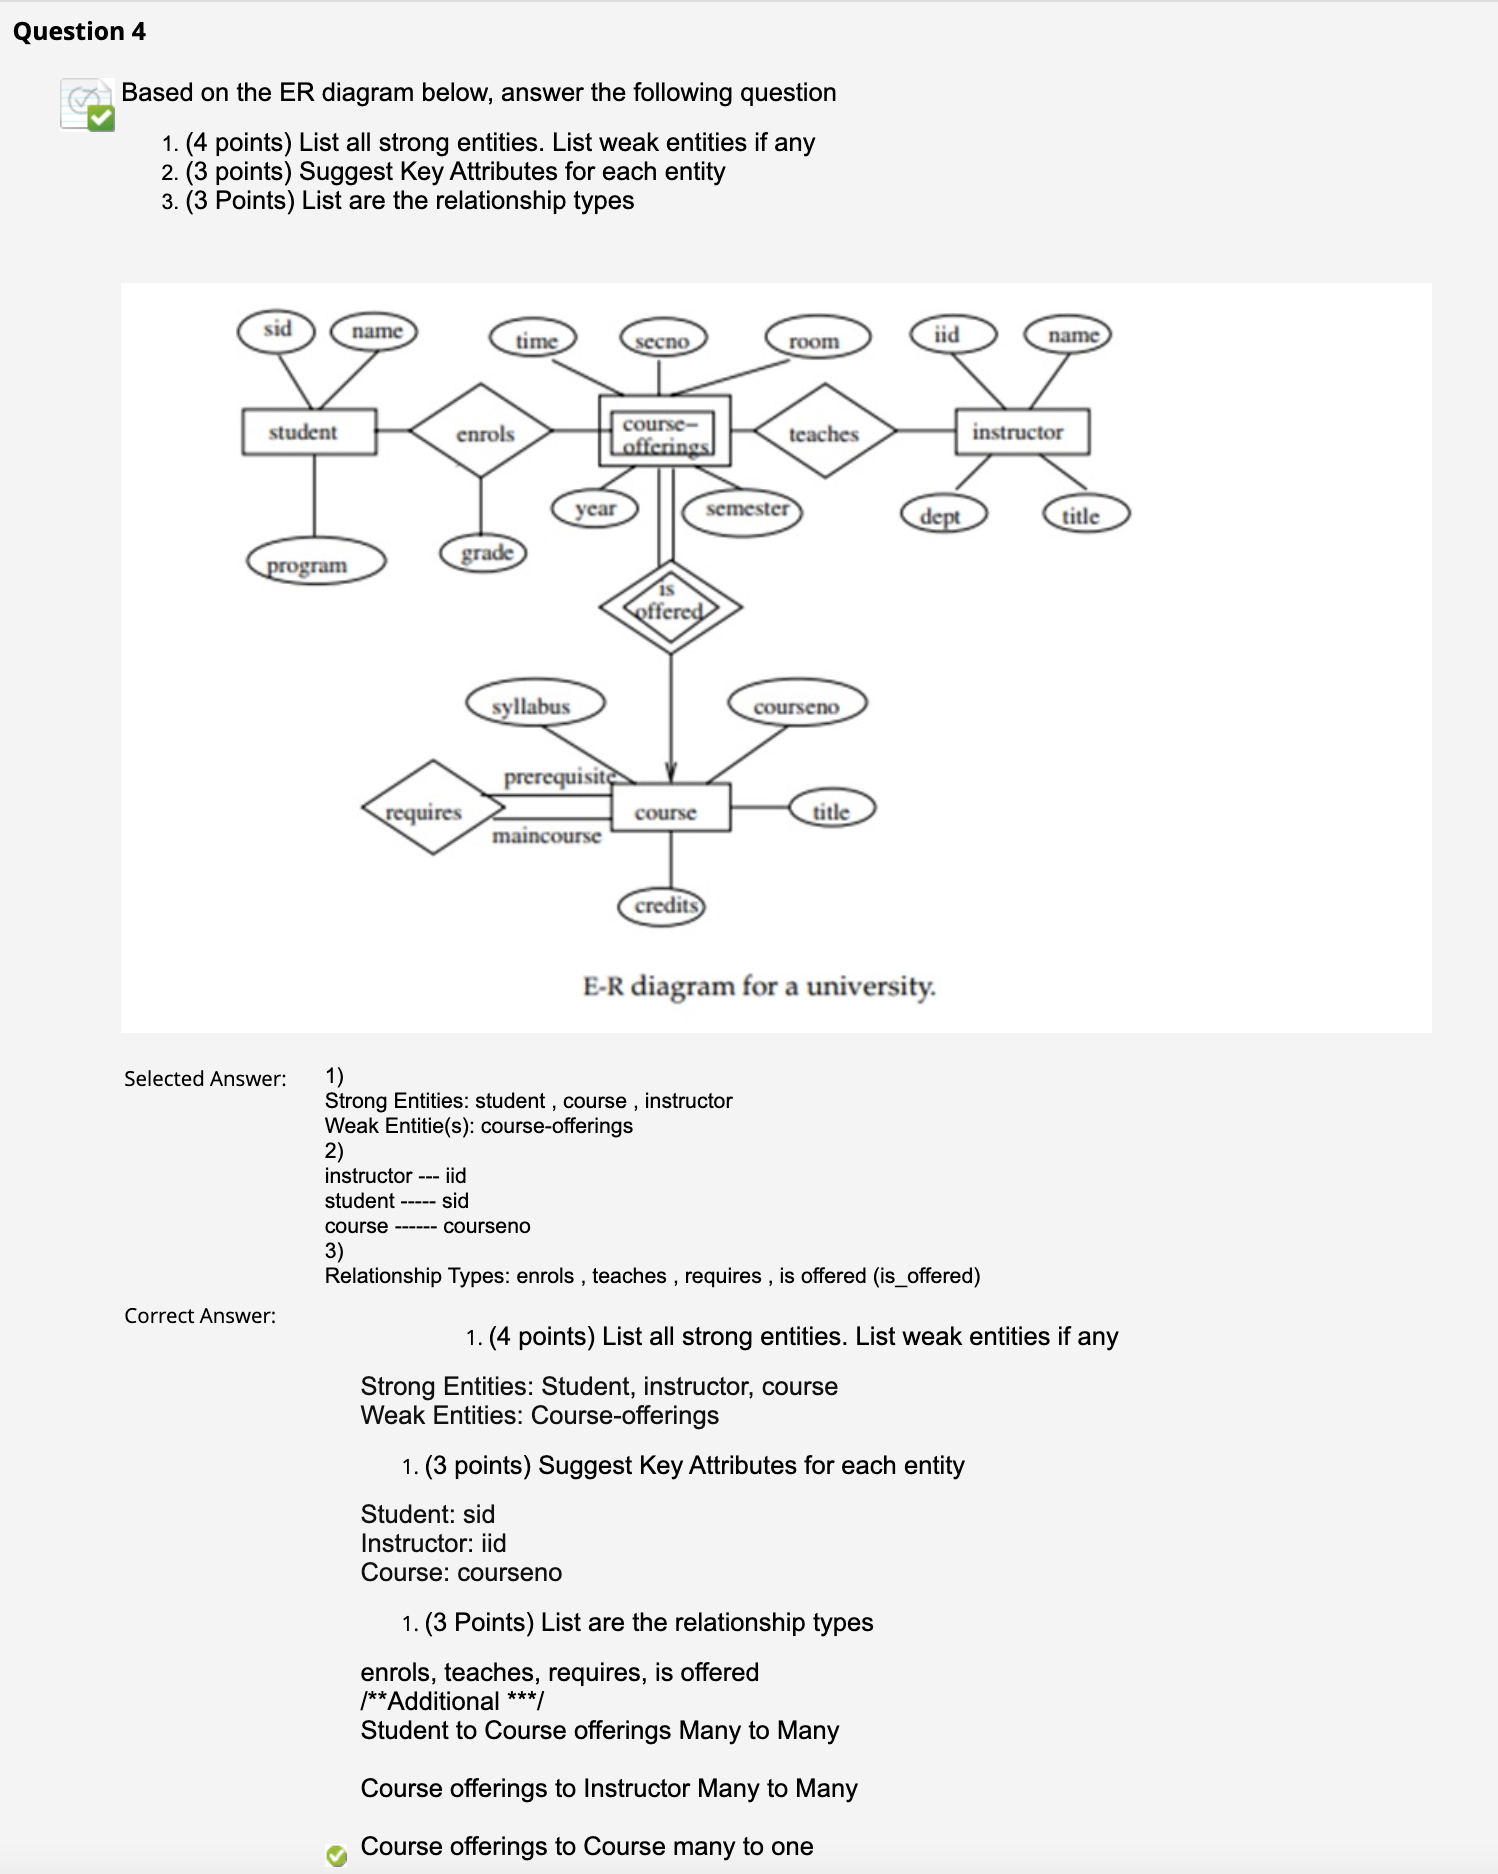 Question 4
Based on the ER diagram below, answer the following question
1. (4 points) List all strong entities. List weak entities if any
2. (3 points) Suggest Key Attributes for each entity
3. (3 Points) List are the relationship types
sid
name
time
secno
room
iid
name
student
enrols
course-
offerings
teaches
instructor
year
semester
dept
title
program
grade
is
offered
syllabus
courseno
prerequisite
requires
course
title
maincourse
credits
E-R diagram for a university.
Selected Answer:
1)
Strong Entities: student , course , instructor
Weak Entitie(s): course-offerings
2)
instructor --- iid
student ----- sid
course ------ courseno
3)
Relationship Types: enrols , teaches , requires , is offered (is_offered)
Correct Answer:
1. (4 points) List all strong entities. List weak entities if any
Strong Entities: Student, instructor, course
Weak Entities: Course-offerings
1. (3 points) Suggest Key Attributes for each entity
Student: sid
Instructor: iid
Course: courseno
1. (3 Points) List are the relationship types
enrols, teaches, requires, is offered
/**Additional ***/
Student to Course offerings Many to Many
Course offerings to Instructor Many to Many
Course offerings to Course many to one